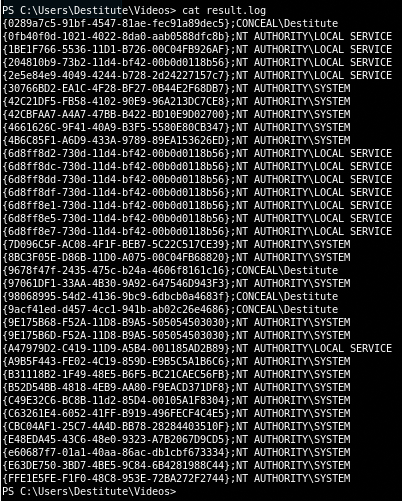 PS C:\Users\Destitute\Videos> cat result.log
{0289a7c5-91bf-4547-81ae-fec91a89dec5};CONCEAL\Destitute
{0fb40f0d-1021-4022-8da0-aab0588dfc8b};NT AUTHORITY\LOCAL SERVICE
{1BE1F766-5536-11D1-B726-00C04FB926AF};NT AUTHORITY\LOCAL SERVICE
{204810b9-73b2-11d4-bf42-00b0d0118b56};NT AUTHORITY\LOCAL SERVICE
{2e5e84e9-4049-4244-b728-2d24227157c7};NT AUTHORITY\LOCAL SERVICE
{30766BD2-EA1C-4F28-BF27-0B44E2F68DB7};NT AUTHORITY\SYSTEM
{42C21DF5-FB58-4102-90E9-96A213DC7CE8};NT AUTHORITY\SYSTEM
{42CBFAA7-A4A7-47BB-B422-BD10E9D02700};NT AUTHORITY\SYSTEM
{4661626C-9F41-40A9-B3F5-5580E80CB347};NT AUTHORITY\SYSTEM
{4B6C85F1-A6D9-433A-9789-89EA153626ED};NT AUTHORITY\SYSTEM
{6d8ff8d2-730d-11d4-bf42-00b0d0118b56};NT AUTHORITY\LOCAL SERVICE
{6d8ff8dc-730d-11d4-bf42-00b0d0118b56};NT AUTHORITY\LOCAL SERVICE
{6d8ff8dd-730d-11d4-bf42-00b0d0118b56};NT AUTHORITY\LOCAL SERVICE
{6d8ff8df-730d-11d4-bf42-00b0d0118b56};NT AUTHORITY\LOCAL SERVICE
{6d8ff8e1-730d-11d4-bf42-00b0d0118b56};NT AUTHORITY\LOCAL SERVICE
{6d8ff8e5-730d-11d4-bf42-00b0d0118b56};NT AUTHORITY\LOCAL SERVICE
{6d8ff8e7-730d-11d4-bf42-00b0d0118b56};NT AUTHORITY\LOCAL SERVICE
{7D096C5F-AC08-4F1F-BEB7-5C22C517CE39};NT AUTHORITY\SYSTEM
{8BC3F05E-D86B-11D0-A075-00C04FB68820};NT AUTHORITY\SYSTEM
{9678f47f-2435-475c-b24a-4606f8161c16};CONCEAL\Destitute
{97061DF1-33AA-4B30-9A92-647546D943F3};NT AUTHORITY\SYSTEM
{98068995-54d2-4136-9bc9-6dbcb0a4683f};CONCEAL\Destitute
{9acf41ed-d457-4cc1-941b-ab02c26e4686};CONCEAL\Destitute
{9E175B68-F52A-11D8-B9A5-505054503030};NT AUTHORITY\SYSTEM
{9E175B6D-F52A-11D8-B9A5-505054503030};NT AUTHORITY\SYSTEM
{A47979D2-C419-11D9-A5B4-001185AD2B89};NT AUTHORITY\LOCAL SERVICE
{A9B5F443-FE02-4C19-859D-E9B5C5A1B6C6};NT AUTHORITY\SYSTEM
{B31118B2-1F49-48E5-B6F5-BC21CAEC56FB};NT AUTHORITY\SYSTEM
{B52D54BB-4818-4EB9-AA80-F9EACD371DF8};NT AUTHORITY\SYSTEM
{C49E32C6-BC8B-11d2-85D4-00105A1F8304};NT AUTHORITY\SYSTEM
{C63261E4-6052-41FF-B919-496FECF4C4E5};NT AUTHORITY\SYSTEM
{CBC04AF1-25C7-4A4D-BB78-28284403510F};NT AUTHORITY\SYSTEM
{E48EDA45-43C6-48e0-9323-A7B2067D9CD5};NT AUTHORITY\SYSTEM
{e60687f7-01a1-40aa-86ac-db1cbf673334};NT AUTHORITY\SYSTEM
{E63DE750-3BD7-4BE5-9C84-6B4281988C44};NT AUTHORITY\SYSTEM
{FFE1E5FE-F1F0-48C8-953E-72BA272F2744};NT AUTHORITY\SYSTEM
PS C:\Users\Destitute\Videos>